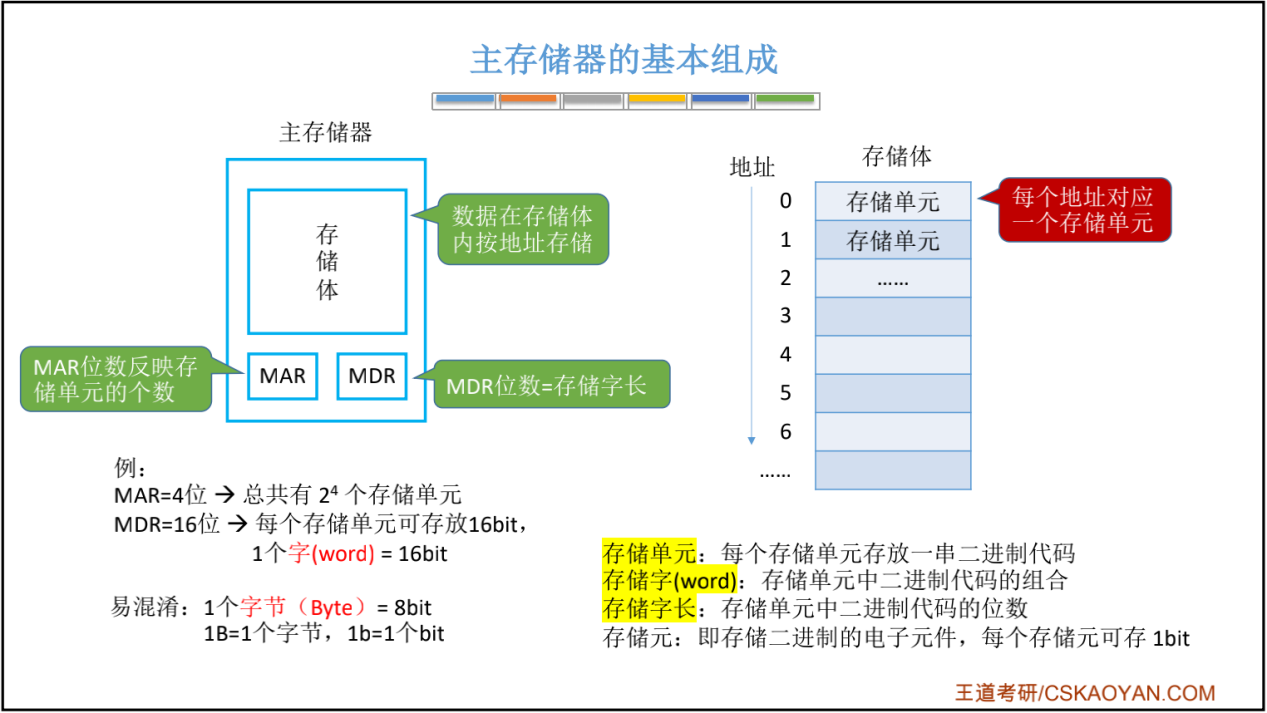 主存储器的基本组成
主存储器
存
储
体
数据在存储体
内按地址存储
MAR位数反映存
储单元的个数
MAR
MDR
MDR位数=存储字长
例：
MAR=4位 → 总共有 2⁴ 个存储单元
MDR=16位 → 每个存储单元可存放16bit，
1个字(word) = 16bit
易混淆：1个字节（Byte）= 8bit
1B=1个字节，1b=1个bit
地址
存储体
0
存储单元
1
存储单元
2
……
3
4
5
6
……
每个地址对应
一个存储单元
存储单元：每个存储单元存放一串二进制代码
存储字(word)：存储单元中二进制代码的组合
存储字长：存储单元中二进制代码的位数
存储元：即存储二进制的电子元件，每个存储元可存 1bit
王道考研/CSKAOYAN.COM